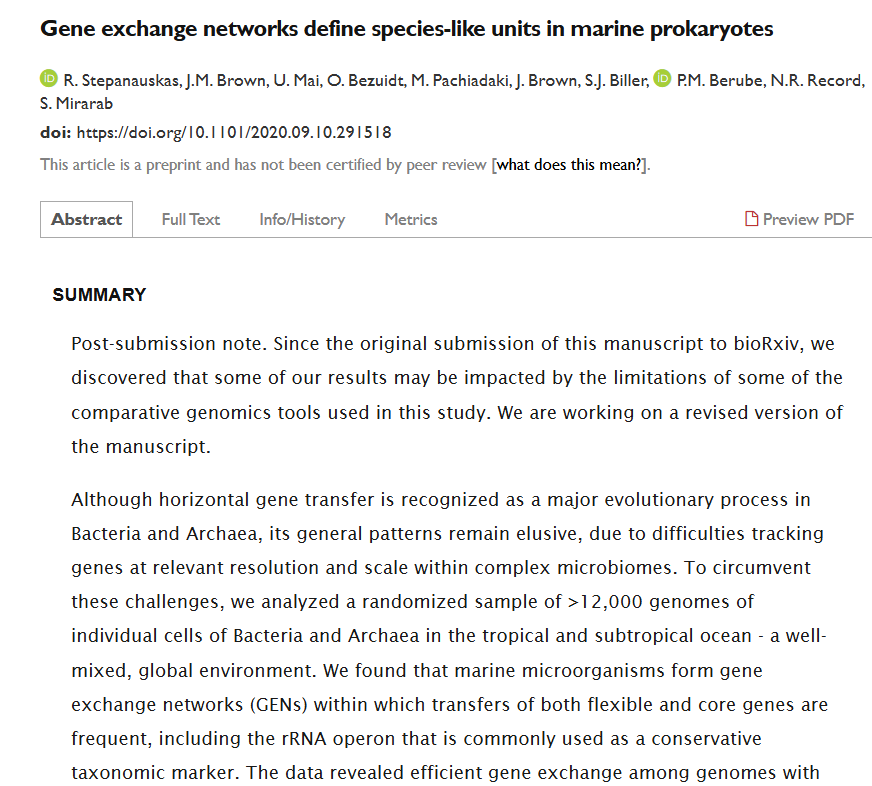 Gene exchange networks define species-like units in marine prokaryotes
iD R. Stepanauskas, J.M. Brown, U. Mai, O. Bezuidt, M. Pachiadaki, J. Brown, S.J. Biller, iD P.M. Berube, N.R. Record,
S. Mirarab
doi: https://doi.org/10.1101/2020.09.10.291518
This article is a preprint and has not been certified by peer review [what does this mean?].
Abstract Full Text Info/History Metrics Preview PDF
SUMMARY
Post-submission note. Since the original submission of this manuscript to bioRxiv, we
discovered that some of our results may be impacted by the limitations of some of the
comparative genomics tools used in this study. We are working on a revised version of
the manuscript.
Although horizontal gene transfer is recognized as a major evolutionary process in
Bacteria and Archaea, its general patterns remain elusive, due to difficulties tracking
genes at relevant resolution and scale within complex microbiomes. To circumvent
these challenges, we analyzed a randomized sample of >12,000 genomes of
individual cells of Bacteria and Archaea in the tropical and subtropical ocean - a well-
mixed, global environment. We found that marine microorganisms form gene
exchange networks (GENs) within which transfers of both flexible and core genes are
frequent, including the rRNA operon that is commonly used as a conservative
taxonomic marker. The data revealed efficient gene exchange among genomes with